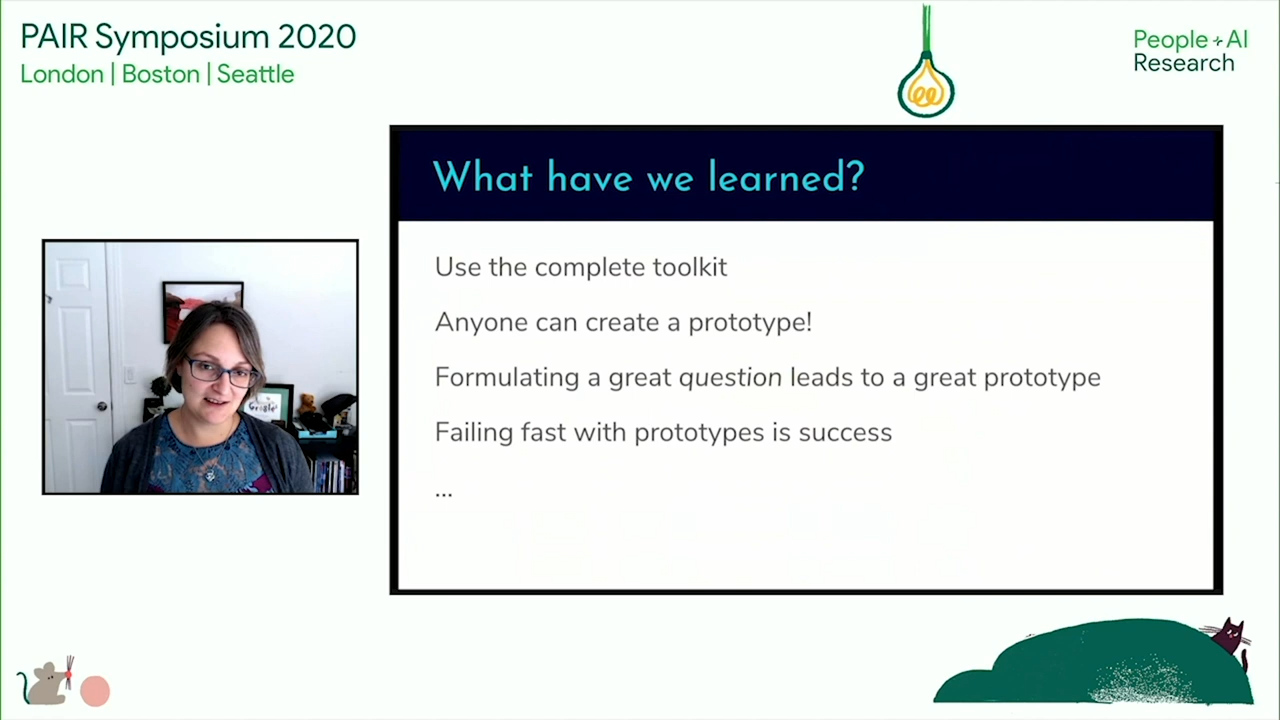 PAIR Symposium 2020
London | Boston | Seattle
People + AI
Research
What have we learned?
Use the complete toolkit
Anyone can create a prototype!
Formulating a great question leads to a great prototype
Failing fast with prototypes is success
...